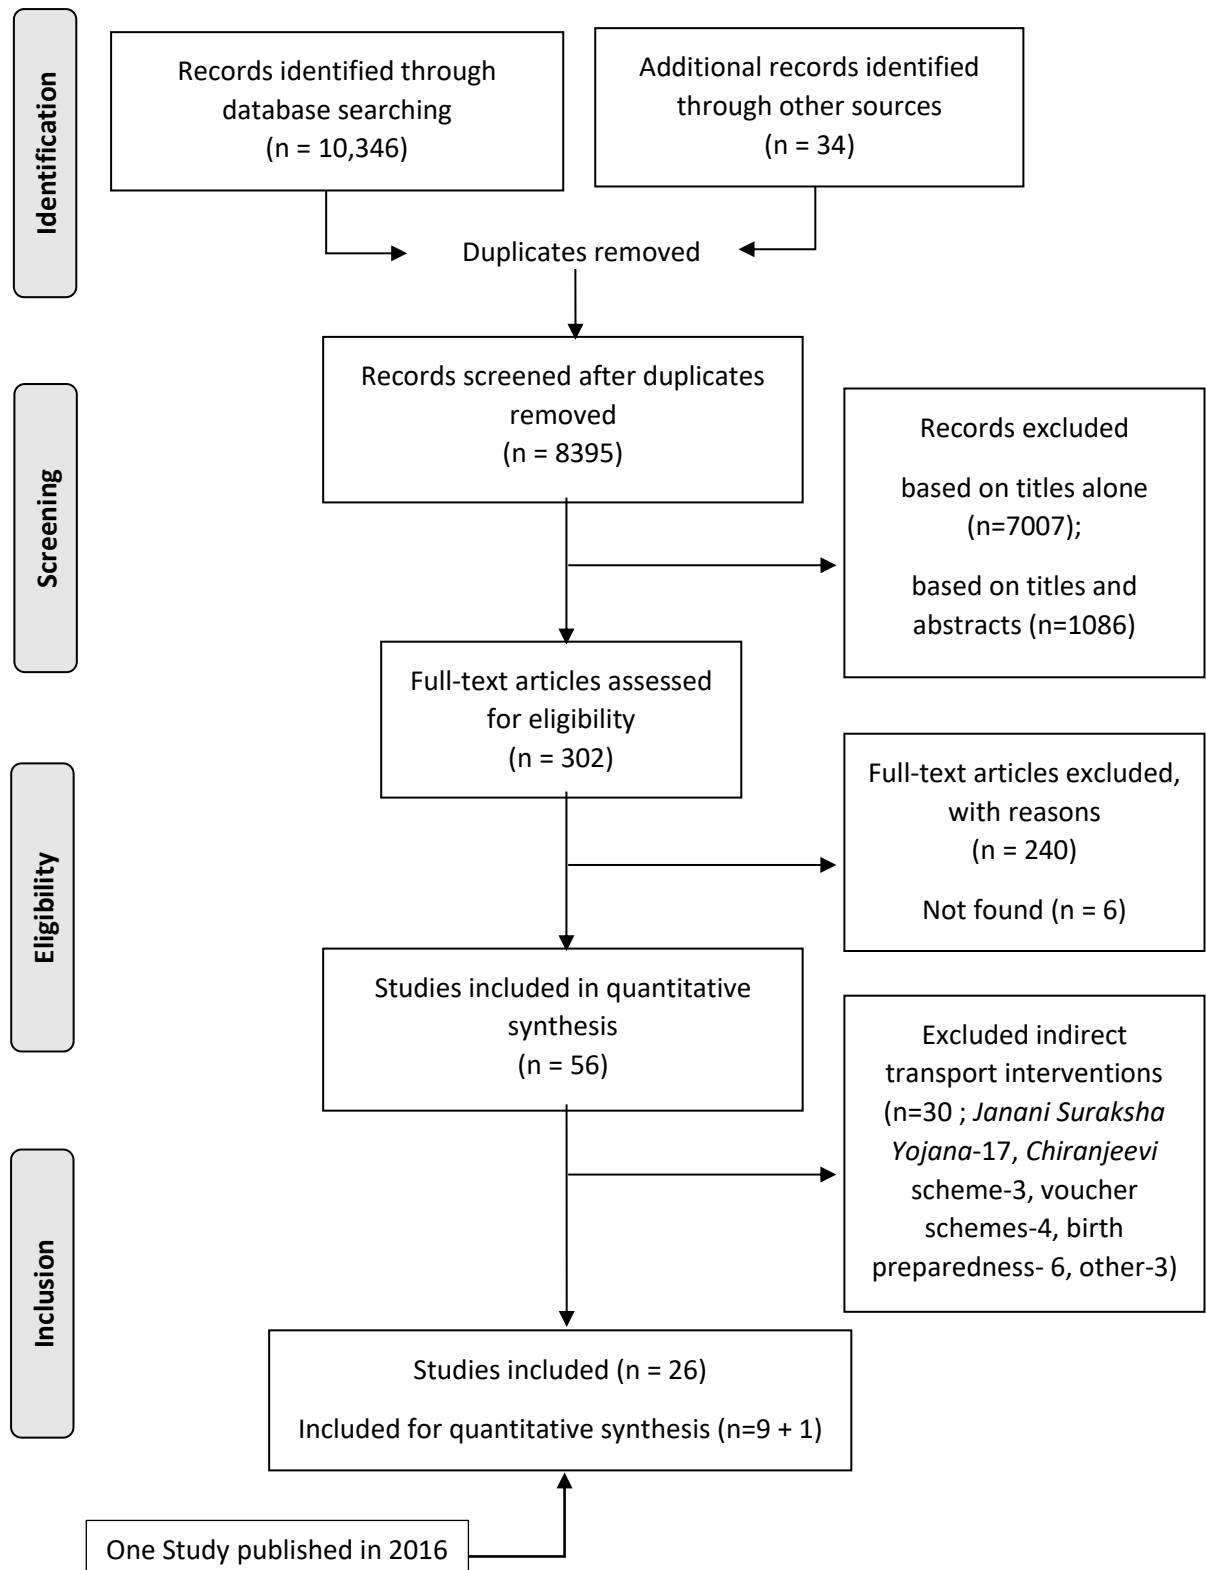 Identification
Records identified through
database searching
(n = 10,346)
Additional records identified
through other sources
(n = 34)
Duplicates removed
Screening
Records screened after duplicates
removed
(n = 8395)
Records excluded
based on titles alone
(n=7007);
based on titles and
abstracts (n=1086)
Full-text articles assessed
for eligibility
(n = 302)
Eligibility
Full-text articles excluded,
with reasons
(n = 240)
Not found (n = 6)
Studies included in quantitative
synthesis
(n = 56)
Excluded indirect
transport interventions
(n=30 ; Janani Suraksha
Yojana-17, Chiranjeevi
scheme-3, voucher
schemes-4, birth
preparedness- 6, other-3)
Inclusion
Studies included (n = 26)
Included for quantitative synthesis (n=9 + 1)
One Study published in 2016